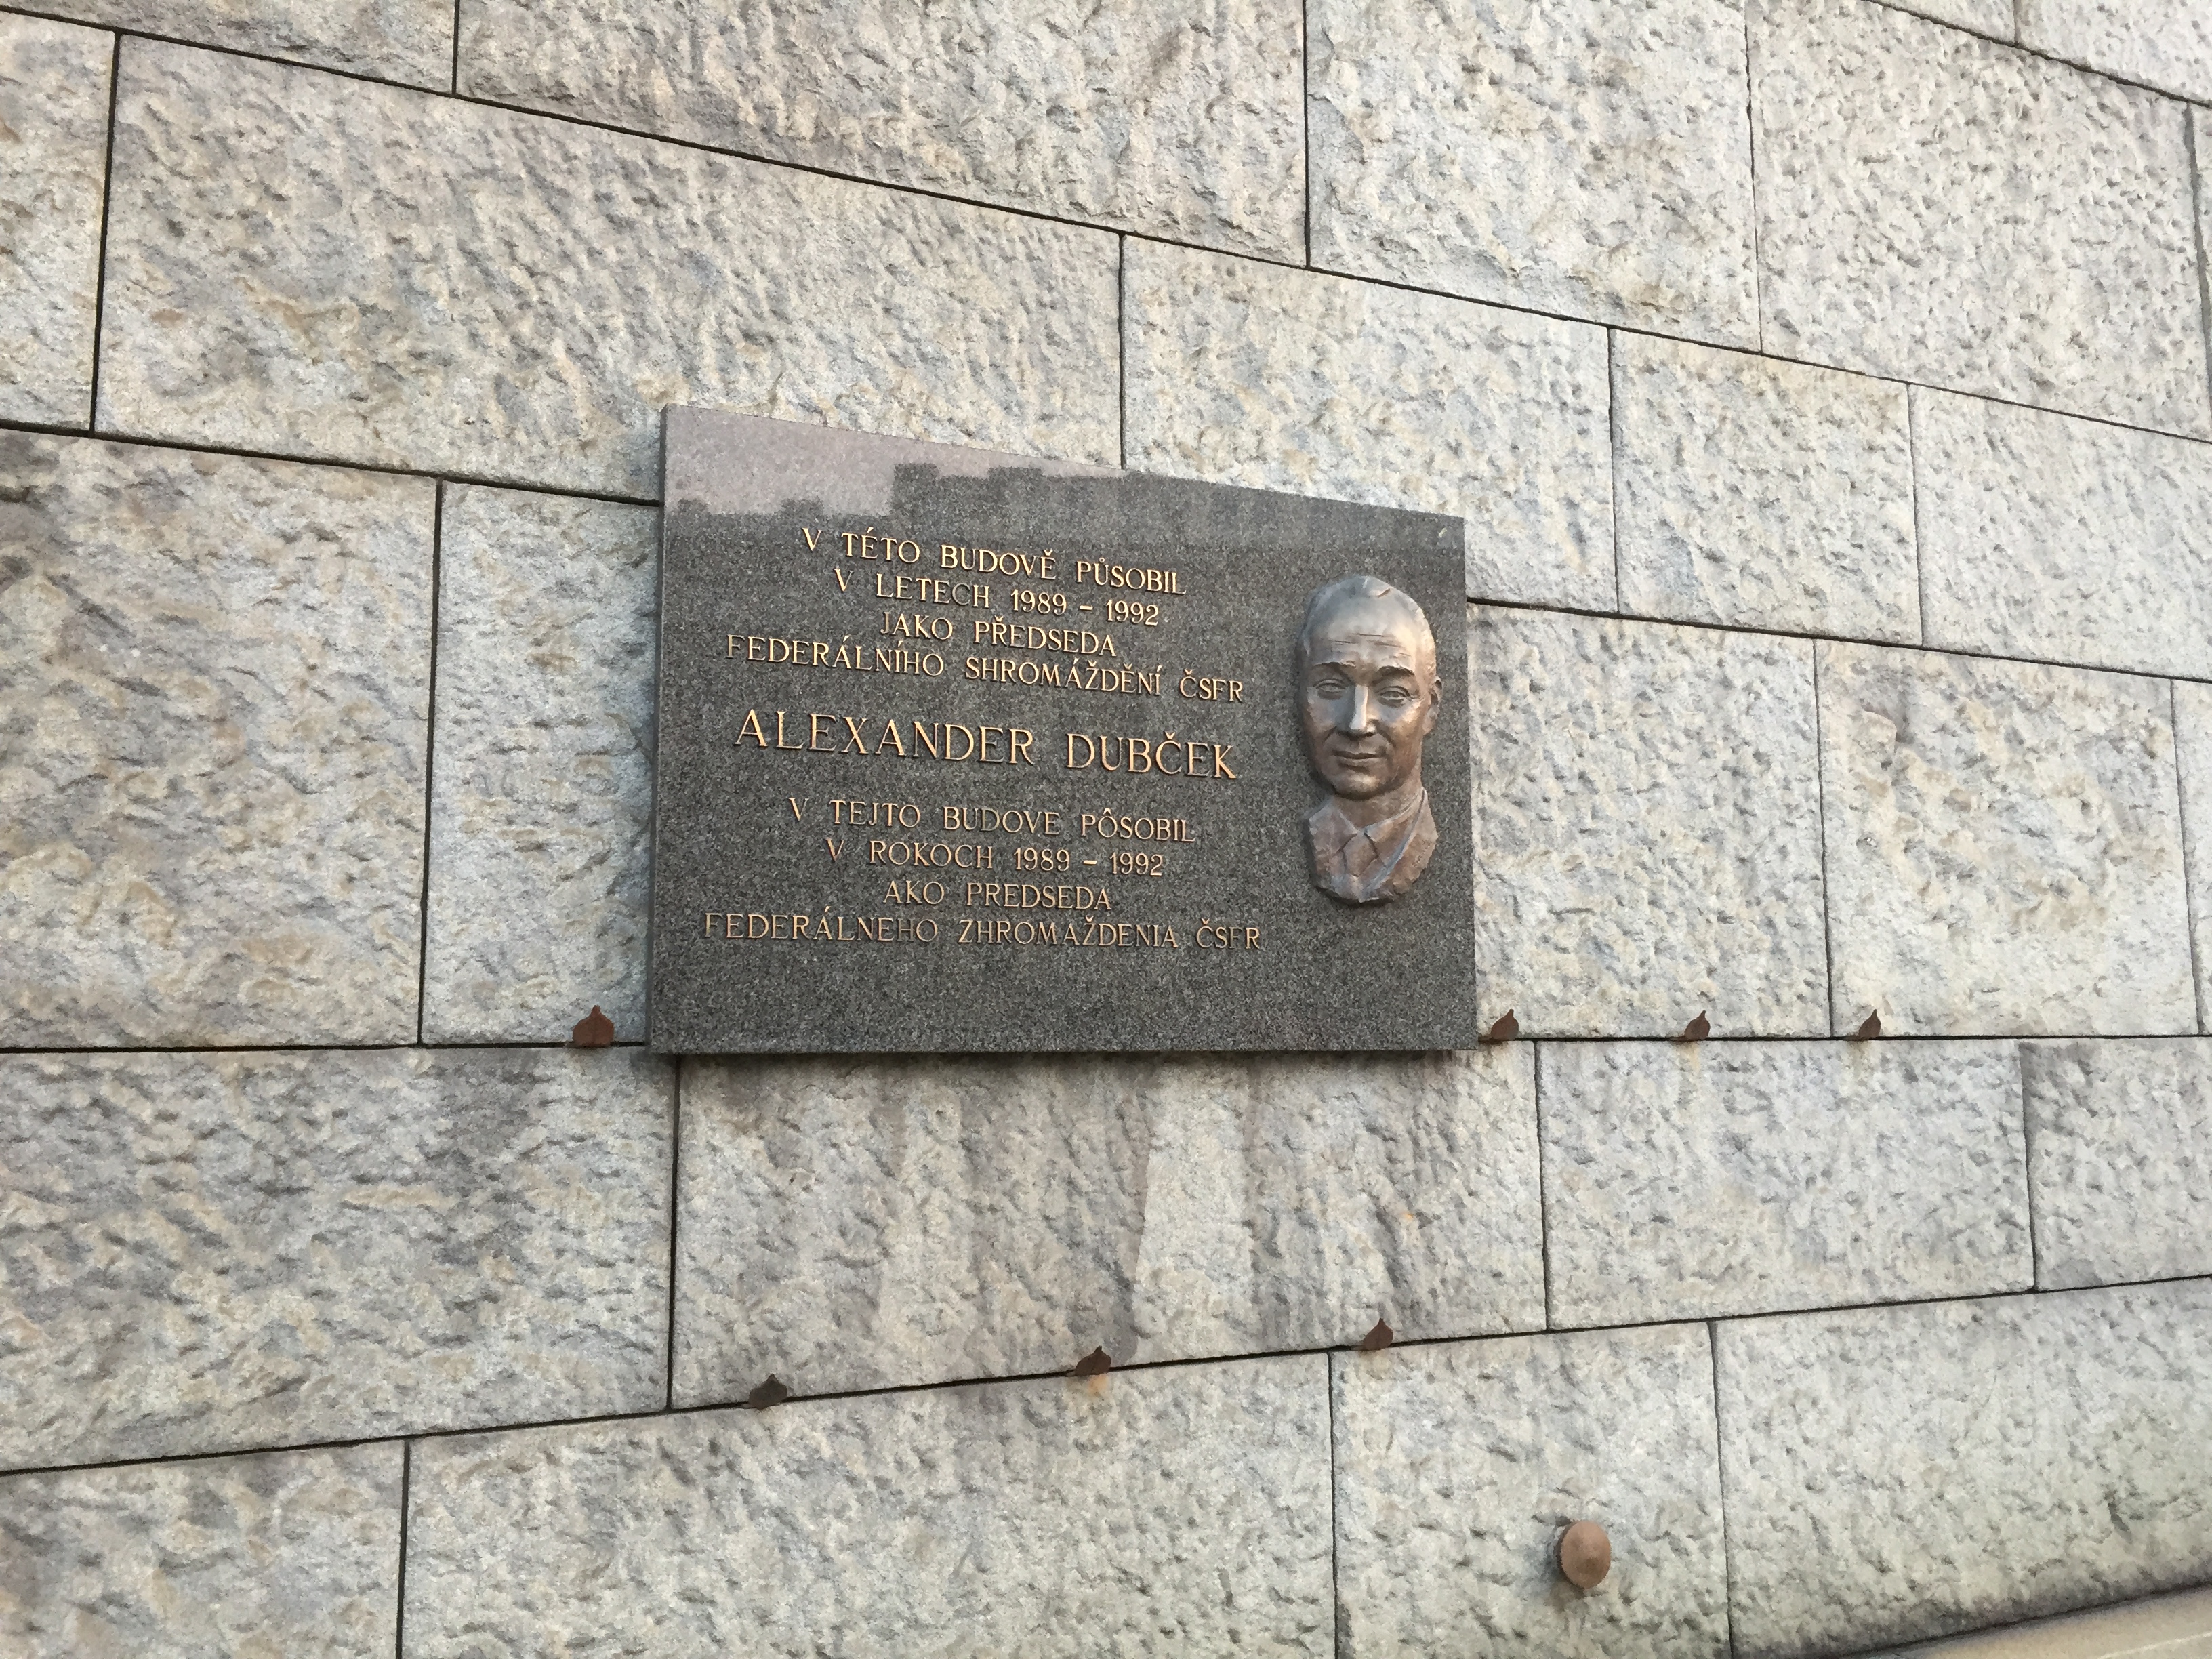 V TÉTO BUDOVĚ PŮSOBIL
V LETECH 1989 – 1992
JAKO PŘEDSEDA
FEDERÁLNÍHO SHROMÁŽDĚNÍ ČSFR
ALEXANDER DUBČEK
V TEJTO BUDOVE PÔSOBIL
V ROKOCH 1989 – 1992
AKO PREDSEDA
FEDERÁLNEHO ZHROMAŽDENIA ČSFR